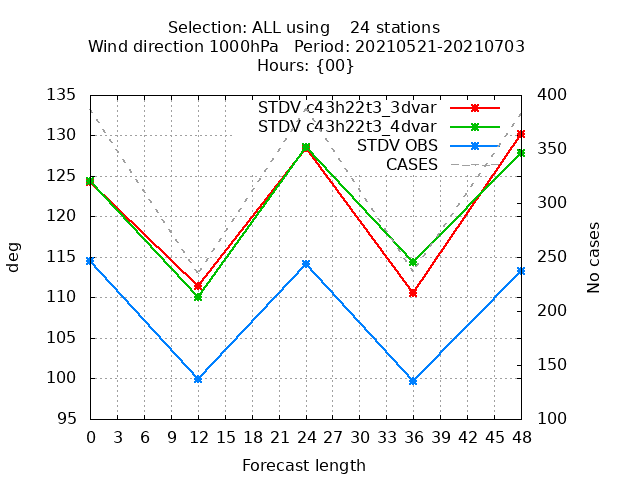 Selection: ALL using    24 stations
Wind direction 1000hPa   Period: 20210521-20210703
Hours: {00}
STDV c43h22t3_3dvar
STDV c43h22t3_4dvar
STDV OBS
CASES
135
130
125
120
115
110
105
100
95
deg
400
350
300
250
200
150
100
No cases
0 3 6 9 12 15 18 21 24 27 30 33 36 39 42 45 48
Forecast length